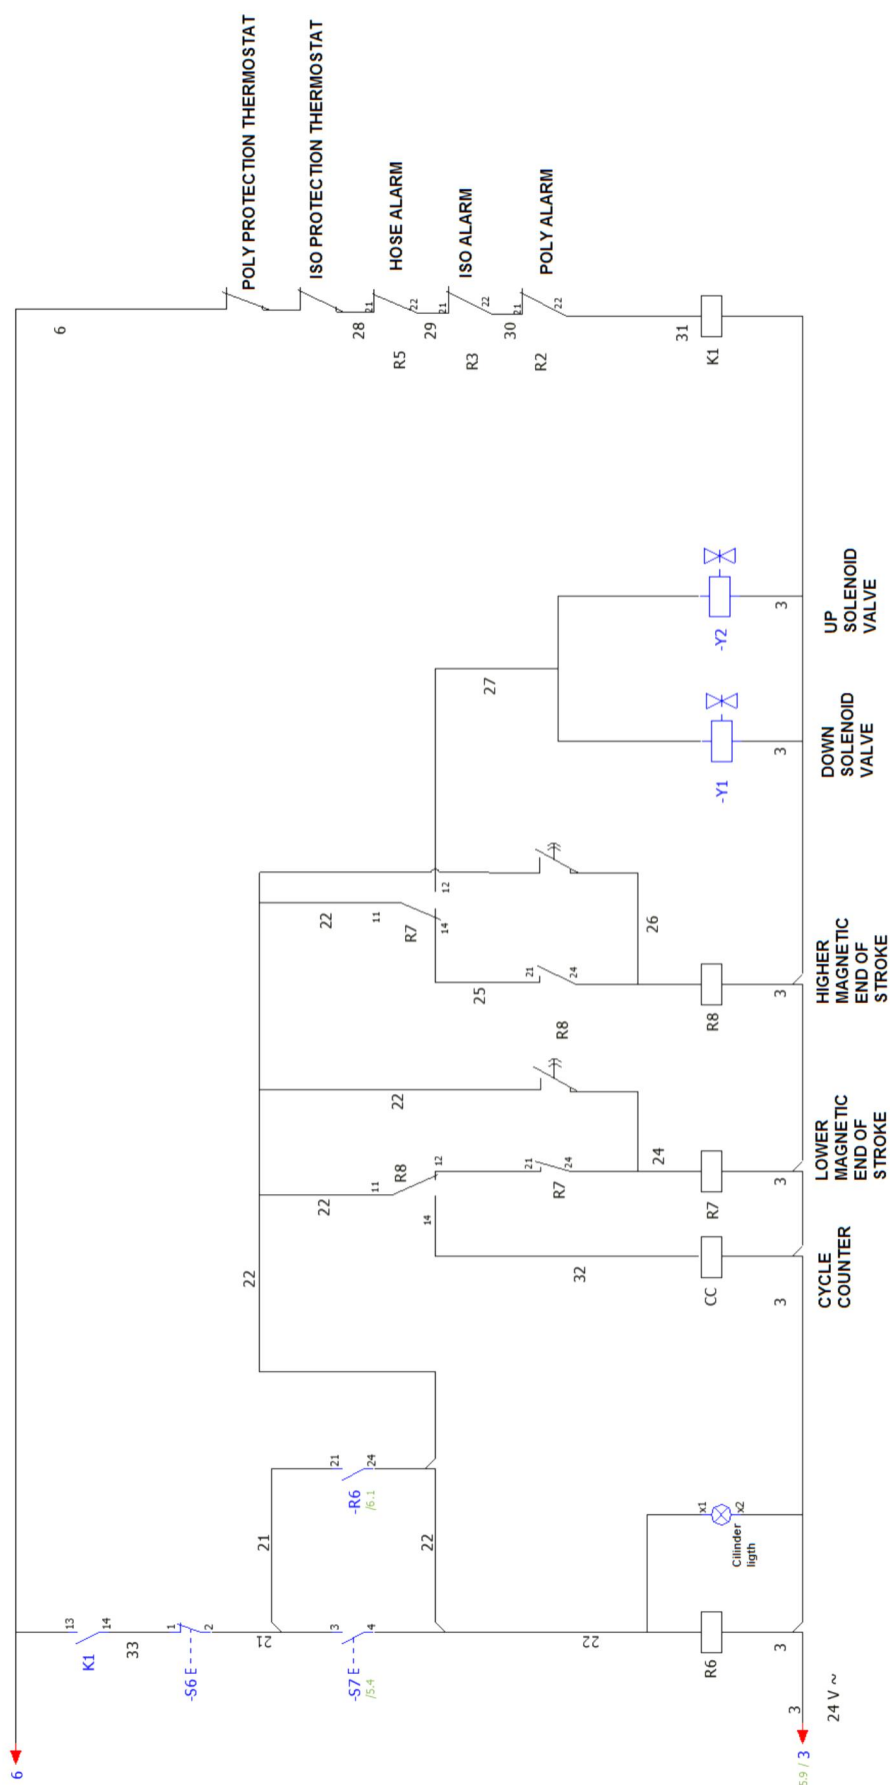 6
6
K1
13
14
33
-S6 E
1
2
21
-S7 E
/5.4
3
4
22
R6
3
3
24 V ~
5.9 / 3
21
-R6
/6.1
21
24
22
x1
x2
Cilinder
ligth
22
22
11
R8
14
12
32
CC
3
CYCLE
COUNTER
22
21
24
R7
24
R7
3
LOWER
MAGNETIC
END OF
STROKE
22
11
R7
14
12
25
21
24
R8
26
R8
3
HIGHER
MAGNETIC
END OF
STROKE
27
-Y1
3
DOWN
SOLENOID
VALVE
-Y2
3
UP
SOLENOID
VALVE
6
POLY PROTECTION THERMOSTAT
ISO PROTECTION THERMOSTAT
28
21
22
R5
HOSE ALARM
29
21
22
R3
ISO ALARM
30
21
22
R2
POLY ALARM
31
K1